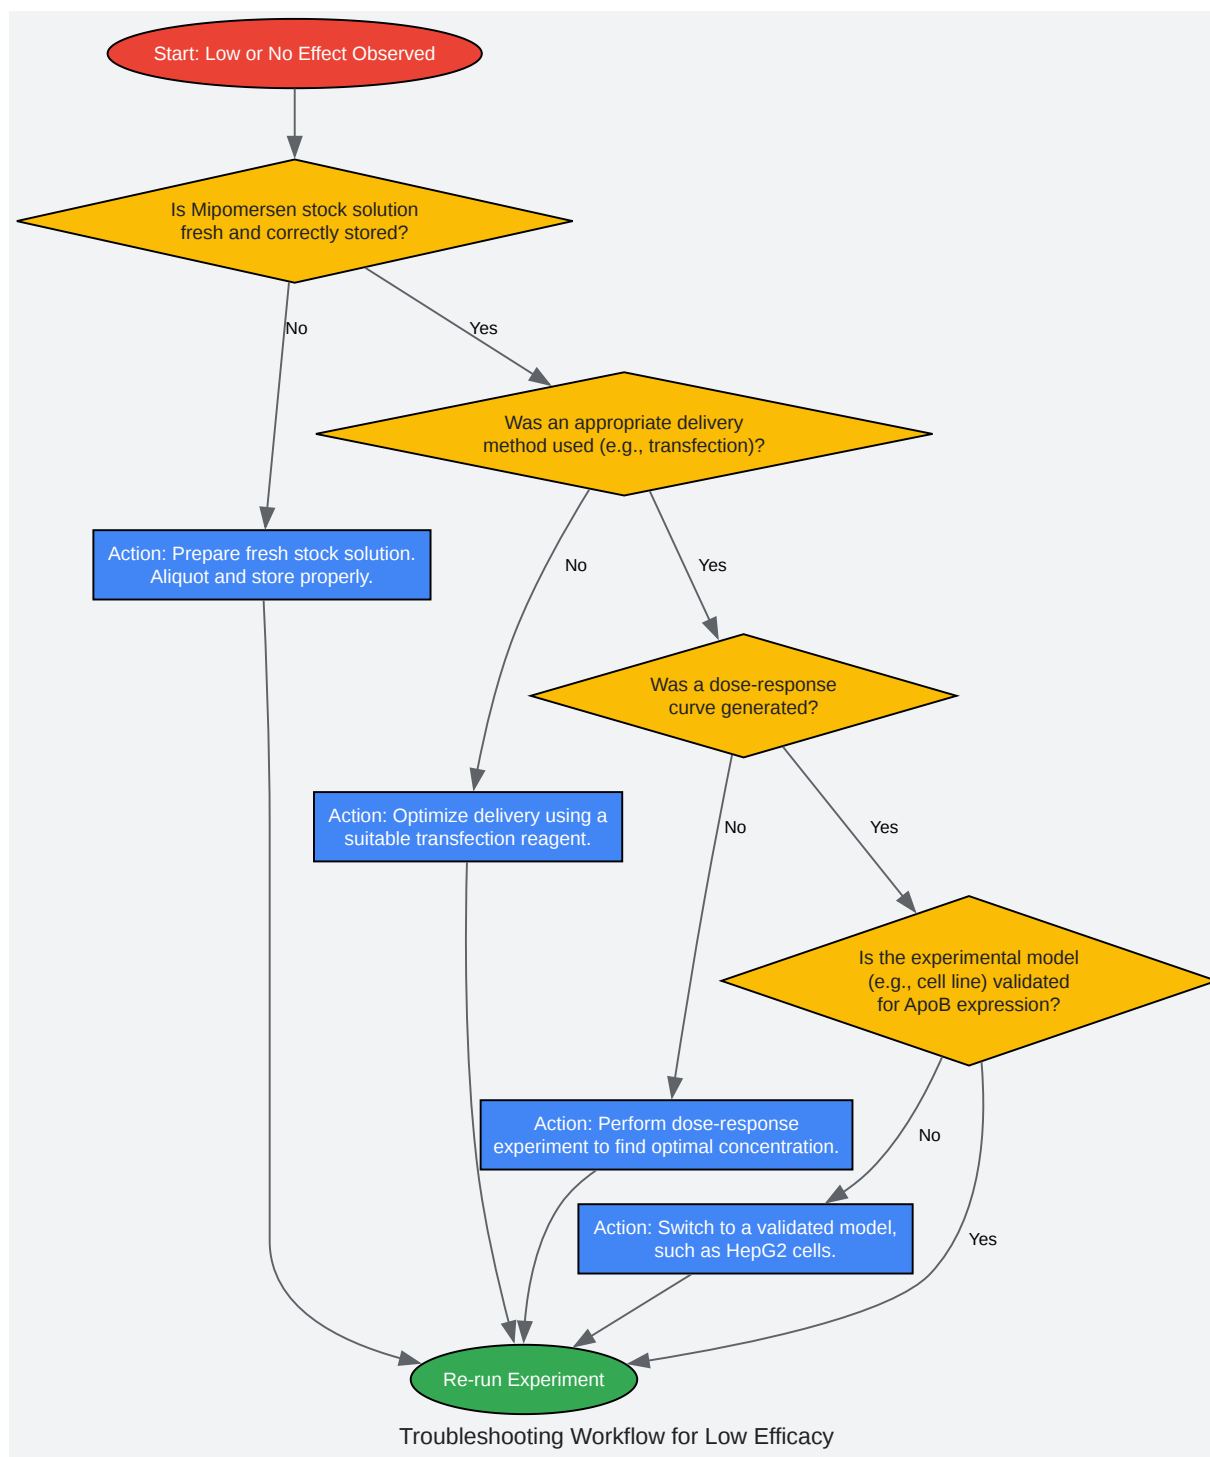 Start: Low or No Effect Observed
Is Mipomersen stock solution
fresh and correctly stored?
No
Yes
Was an appropriate delivery
method used (e.g., transfection)?
Action: Prepare fresh stock solution.
Aliquot and store properly.
No
Yes
Was a dose-response
curve generated?
Action: Optimize delivery using a
suitable transfection reagent.
No
Yes
Is the experimental model
(e.g., cell line) validated
for ApoB expression?
Action: Perform dose-response
experiment to find optimal concentration.
No
Action: Switch to a validated model,
such as HepG2 cells.
Yes
Re-run Experiment
Troubleshooting Workflow for Low Efficacy